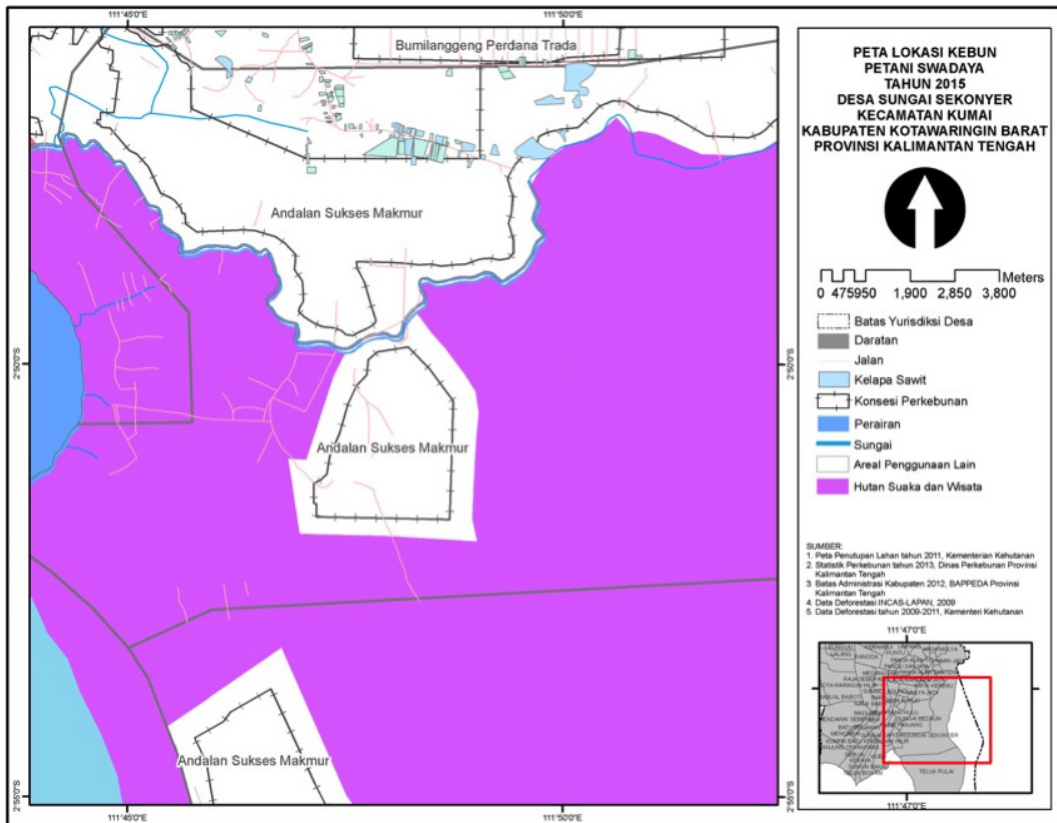 111°45'0"E
111°50'0"E
Bumilanggeng Perdana Trada
Andalan Sukses Makmur
2°50'0"S
2°50'0"S
Andalan Sukses Makmur
Andalan Sukses Makmur
2°55'0"S
2°55'0"S
111°45'0"E
111°50'0"E
PETA LOKASI KEBUN
PETANI SWADAYA
TAHUN 2015
DESA SUNGAI SEKONYER
KECAMATAN KUMAI
KABUPATEN KOTAWARINGIN BARAT
PROVINSI KALIMANTAN TENGAH
Meters
0 475950 1,900 2,850 3,800
Batas Yurisdiksi Desa
Daratan
Jalan
Kelapa Sawit
Konsesi Perkebunan
Perairan
Sungai
Areal Penggunaan Lain
Hutan Suaka dan Wisata
SUMBER:
1. Peta Penutupan Lahan tahun 2011, Kementerian Kehutanan
2. Statistik Perkebunan tahun 2013, Dinas Perkebunan Provinsi
Kalimantan Tengah
3. Batas Administrasi Kabupaten 2012, BAPPEDA Provinsi
Kalimantan Tengah
4. Data Deforestasi INCAS-LAPAN, 2009
5. Data Deforestasi tahun 2009-2011, Kementeri Kehutanan
111°47'0"E
TELUK PULAI
111°47'0"E